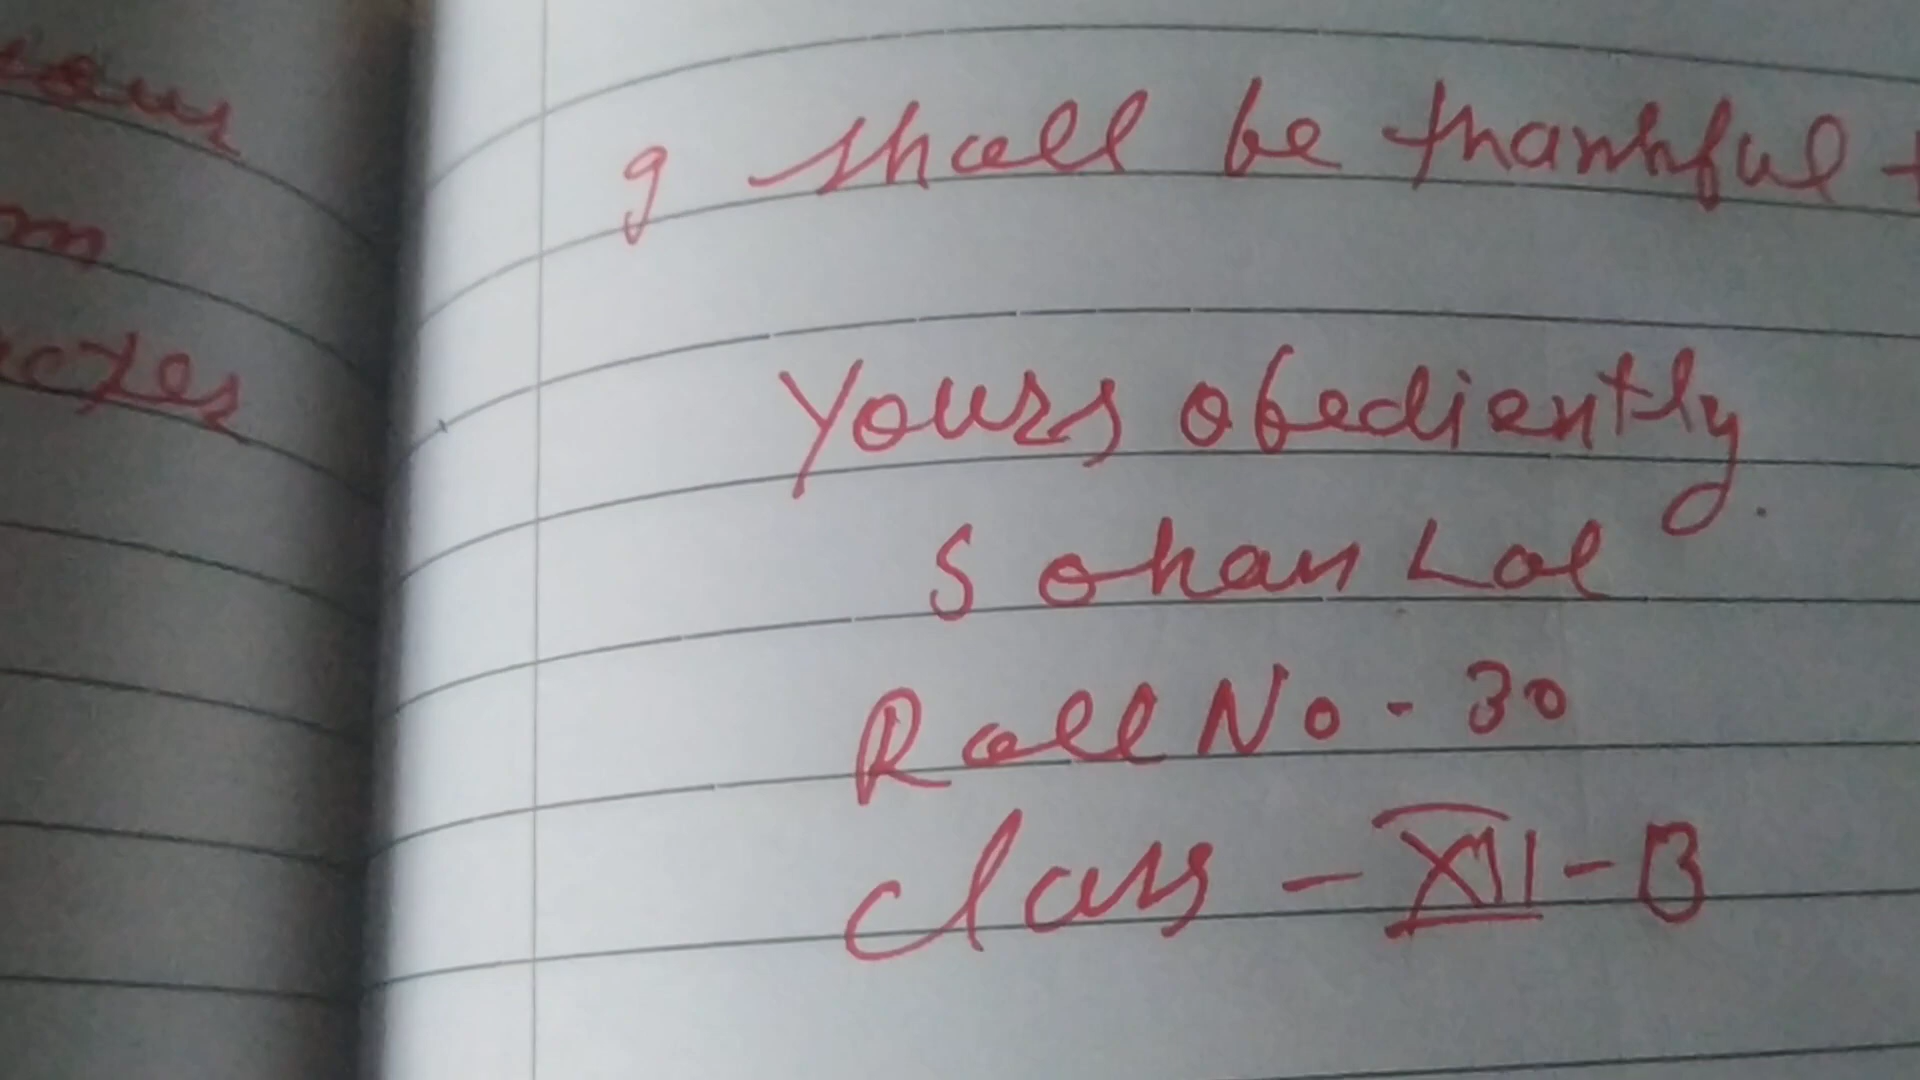 I shall be thankful t
Yours obediently.
Sohan Lal
Roll No - 30
Class - XII - B